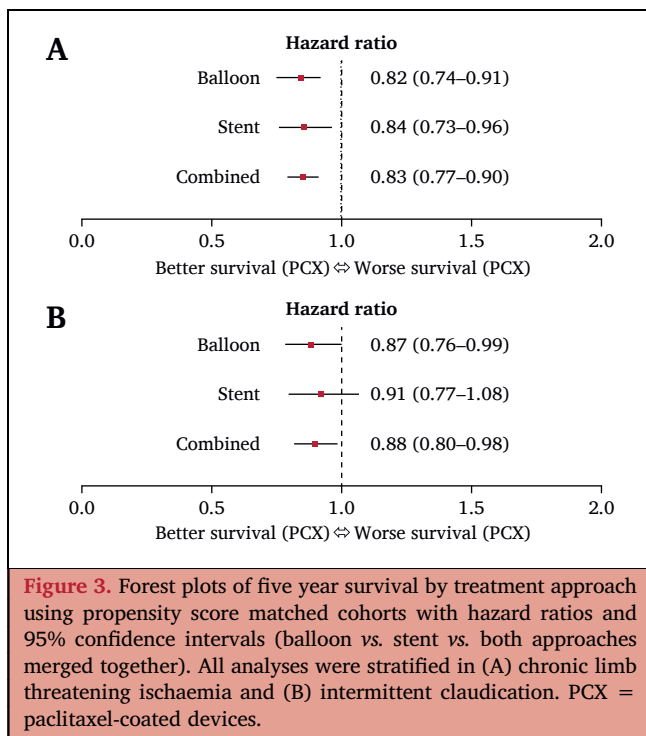 A
Hazard ratio
Balloon 0.82 (0.74–0.91)
Stent 0.84 (0.73–0.96)
Combined 0.83 (0.77–0.90)
0.0 0.5 1.0 1.5 2.0
Better survival (PCX) ⇔ Worse survival (PCX)
B
Hazard ratio
Balloon 0.87 (0.76–0.99)
Stent 0.91 (0.77–1.08)
Combined 0.88 (0.80–0.98)
0.0 0.5 1.0 1.5 2.0
Better survival (PCX) ⇔ Worse survival (PCX)
Figure 3. Forest plots of five year survival by treatment approach
using propensity score matched cohorts with hazard ratios and
95% confidence intervals (balloon vs. stent vs. both approaches
merged together). All analyses were stratified in (A) chronic limb
threatening ischaemia and (B) intermittent claudication. PCX =
paclitaxel-coated devices.